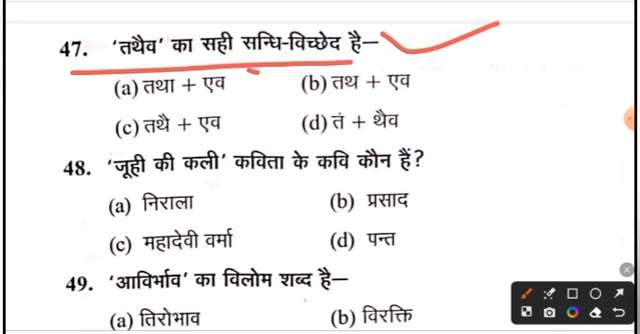 47. 'तथैव' का सही सन्धि-विच्छेद है—
(a) तथा + एव (b) तथ + एव
(c) तथै + एव (d) तं + थैव
48. 'जूही की कली' कविता के कवि कौन हैं?
(a) निराला (b) प्रसाद
(c) महादेवी वर्मा (d) पन्त
49. 'आविर्भाव' का विलोम शब्द है—
(a) तिरोभाव (b) विरक्ति